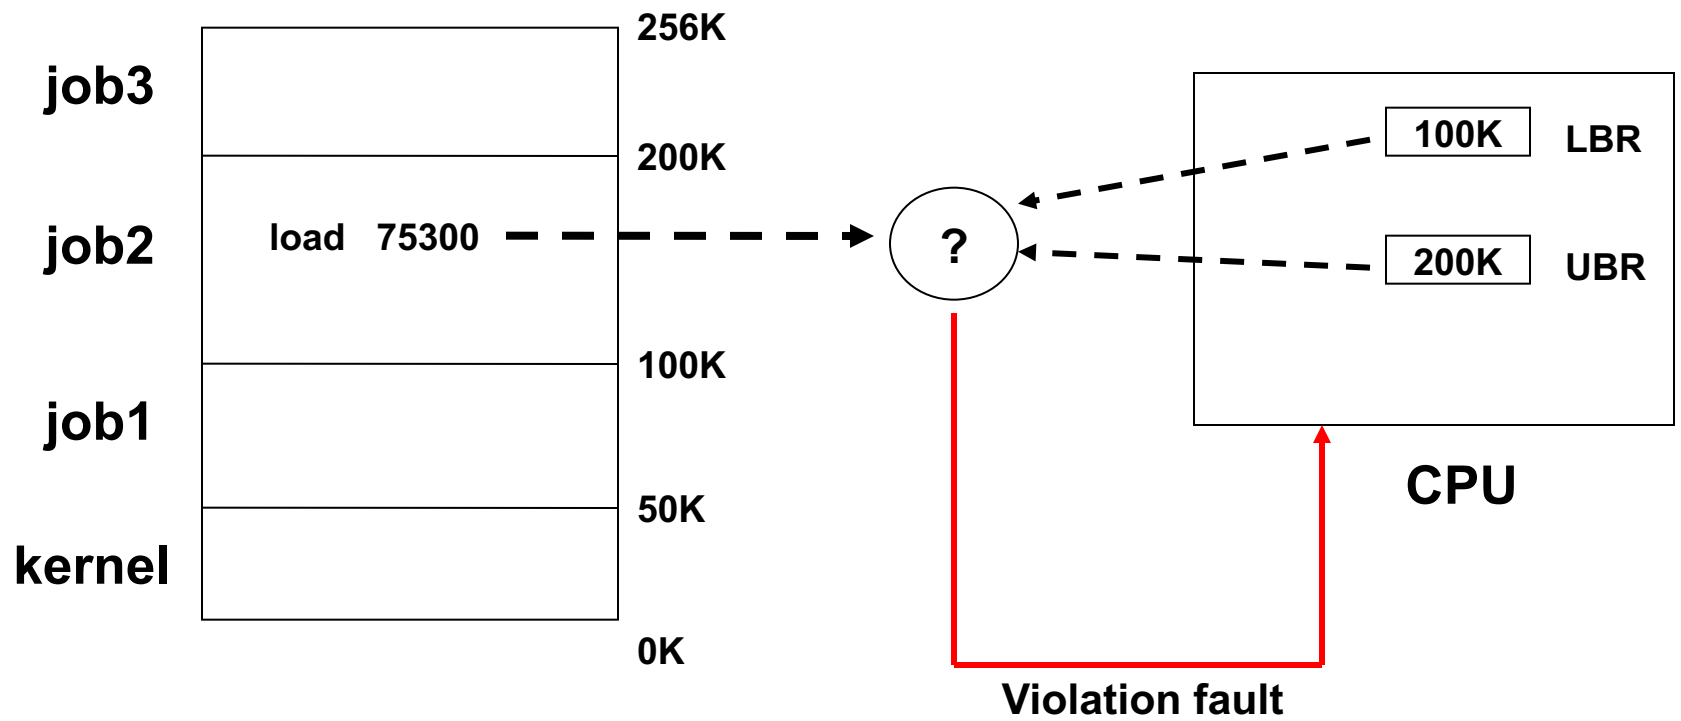 256K
job3
100K LBR
200K
job2
load 75300
?
200K UBR
100K
job1
CPU
50K
kernel
0K
Violation fault